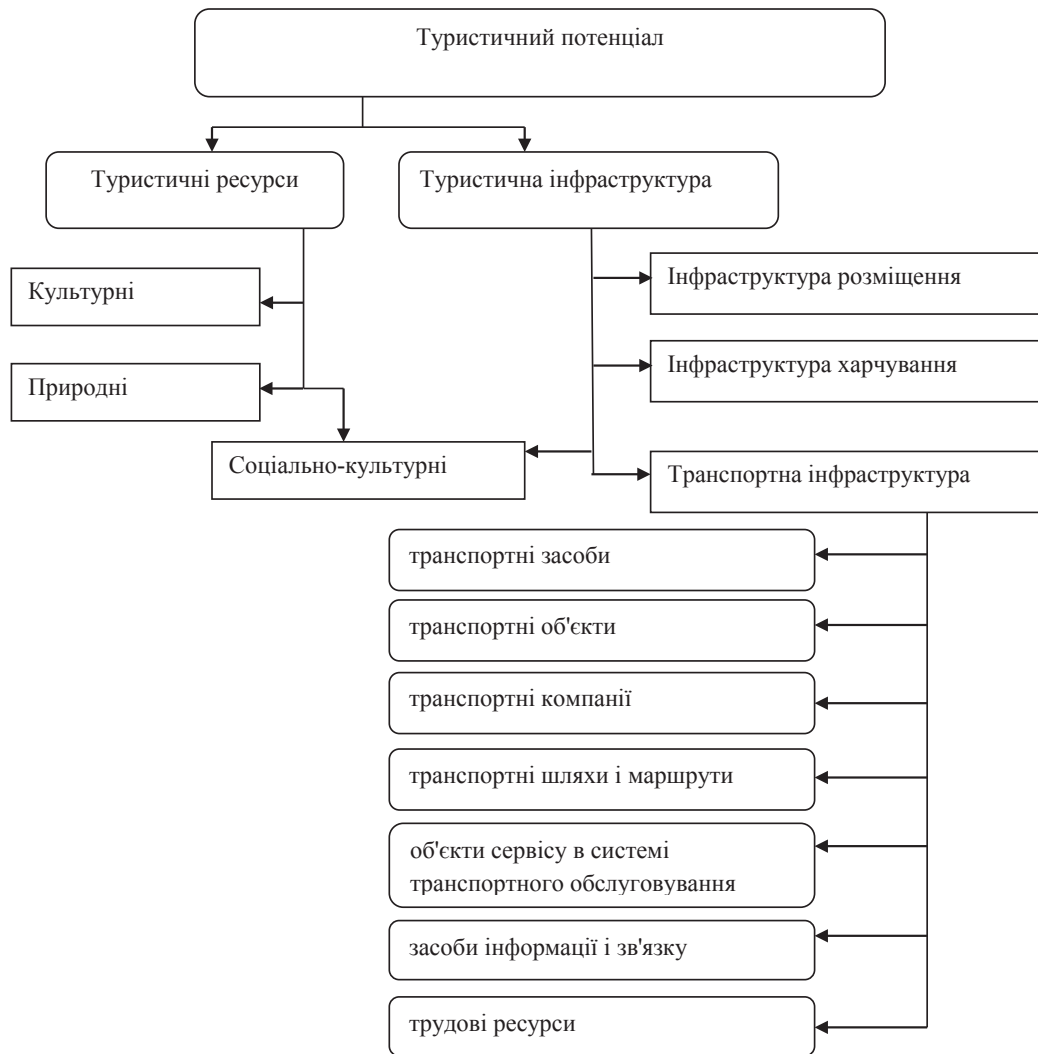 Туристичний потенціал
Туристичні ресурси
Туристична інфраструктура
Культурні
Інфраструктура розміщення
Природні
Інфраструктура харчування
Соціально-культурні
Транспортна інфраструктура
транспортні засоби
транспортні об'єкти
транспортні компанії
транспортні шляхи і маршрути
об'єкти сервісу в системі
транспортного обслуговування
засоби інформації і зв'язку
трудові ресурси